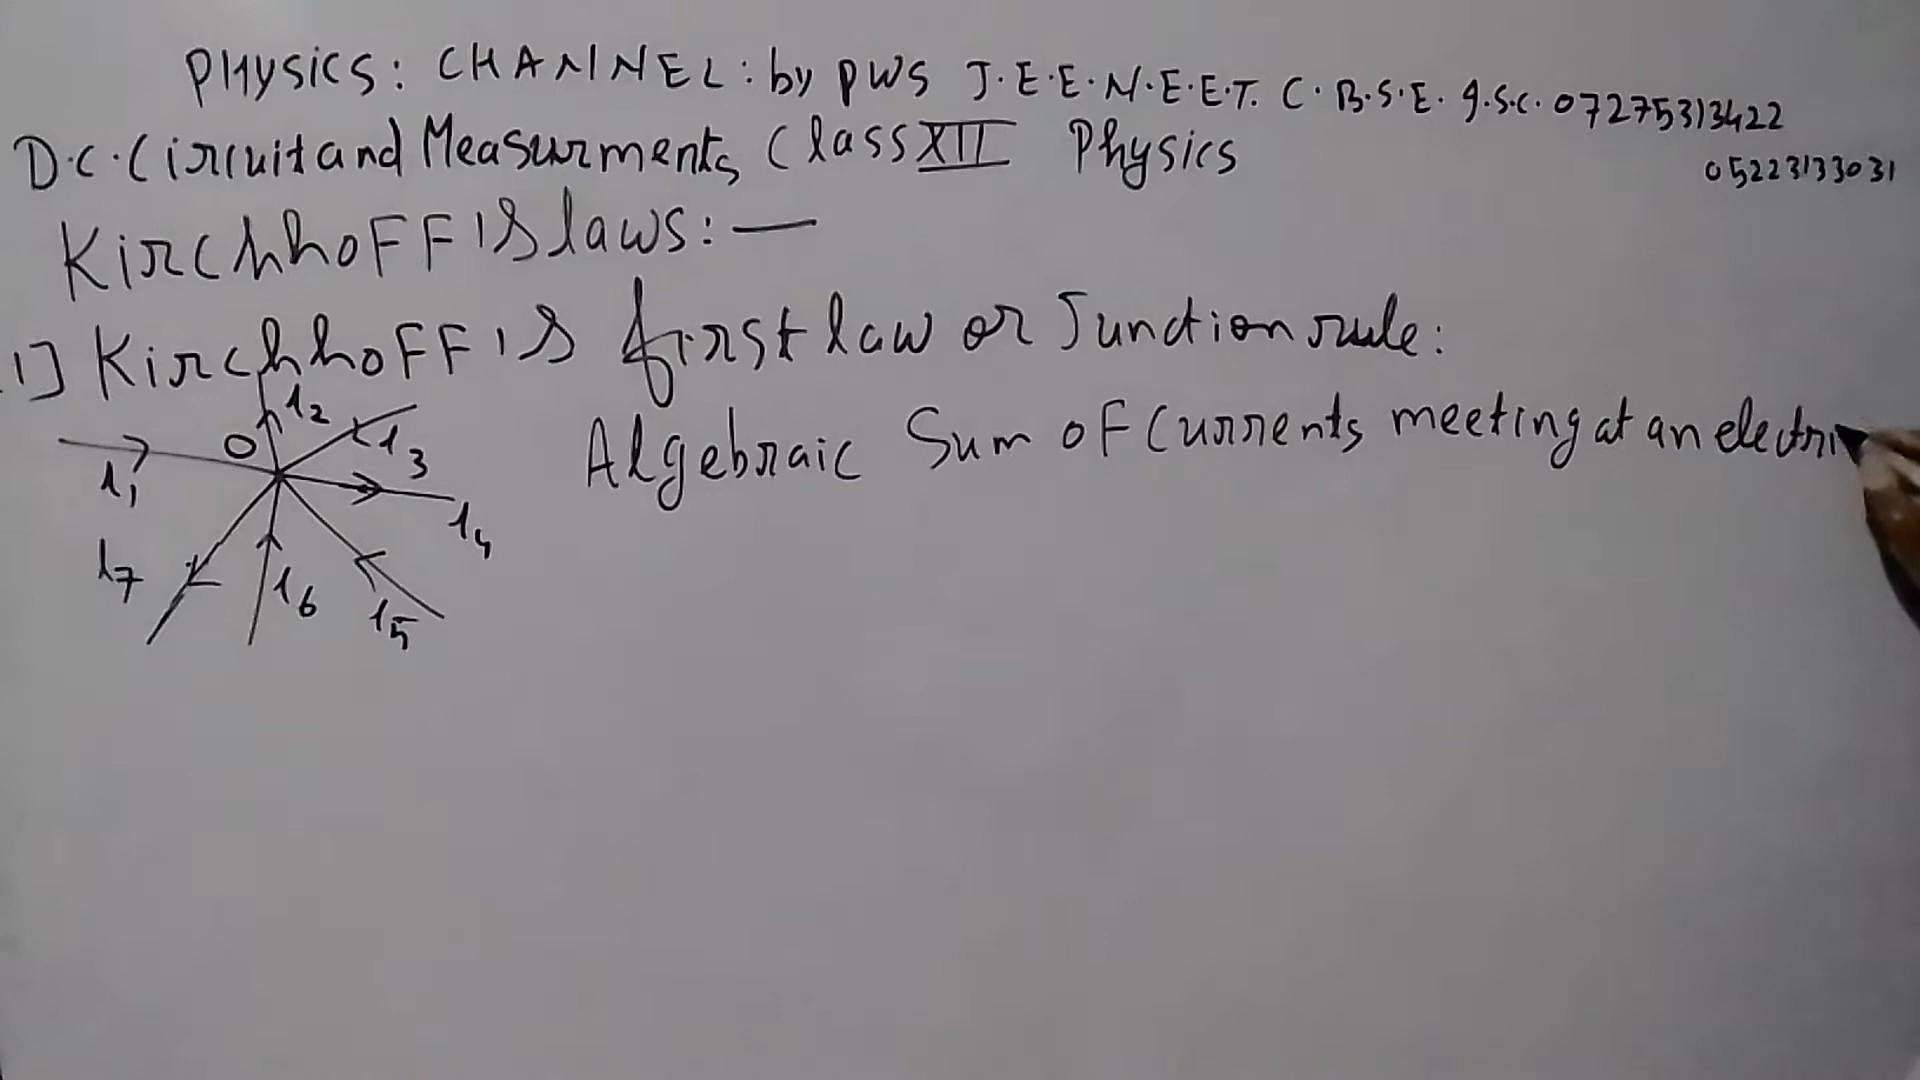 PHYSICS: CHANNEL: by PWS J.E.E.N.E.E.T. C.B.S.E. I.S.C. 07275313422
05223133031
D.C. Circuit and Measurments Class XII Physics
KirchhoFF's laws:—
1] KirchhoFF's first law or Junction rule:
Algebraic Sum oF Currents meeting at an electri
O
i1
i2
i3
i4
i5
i6
i7